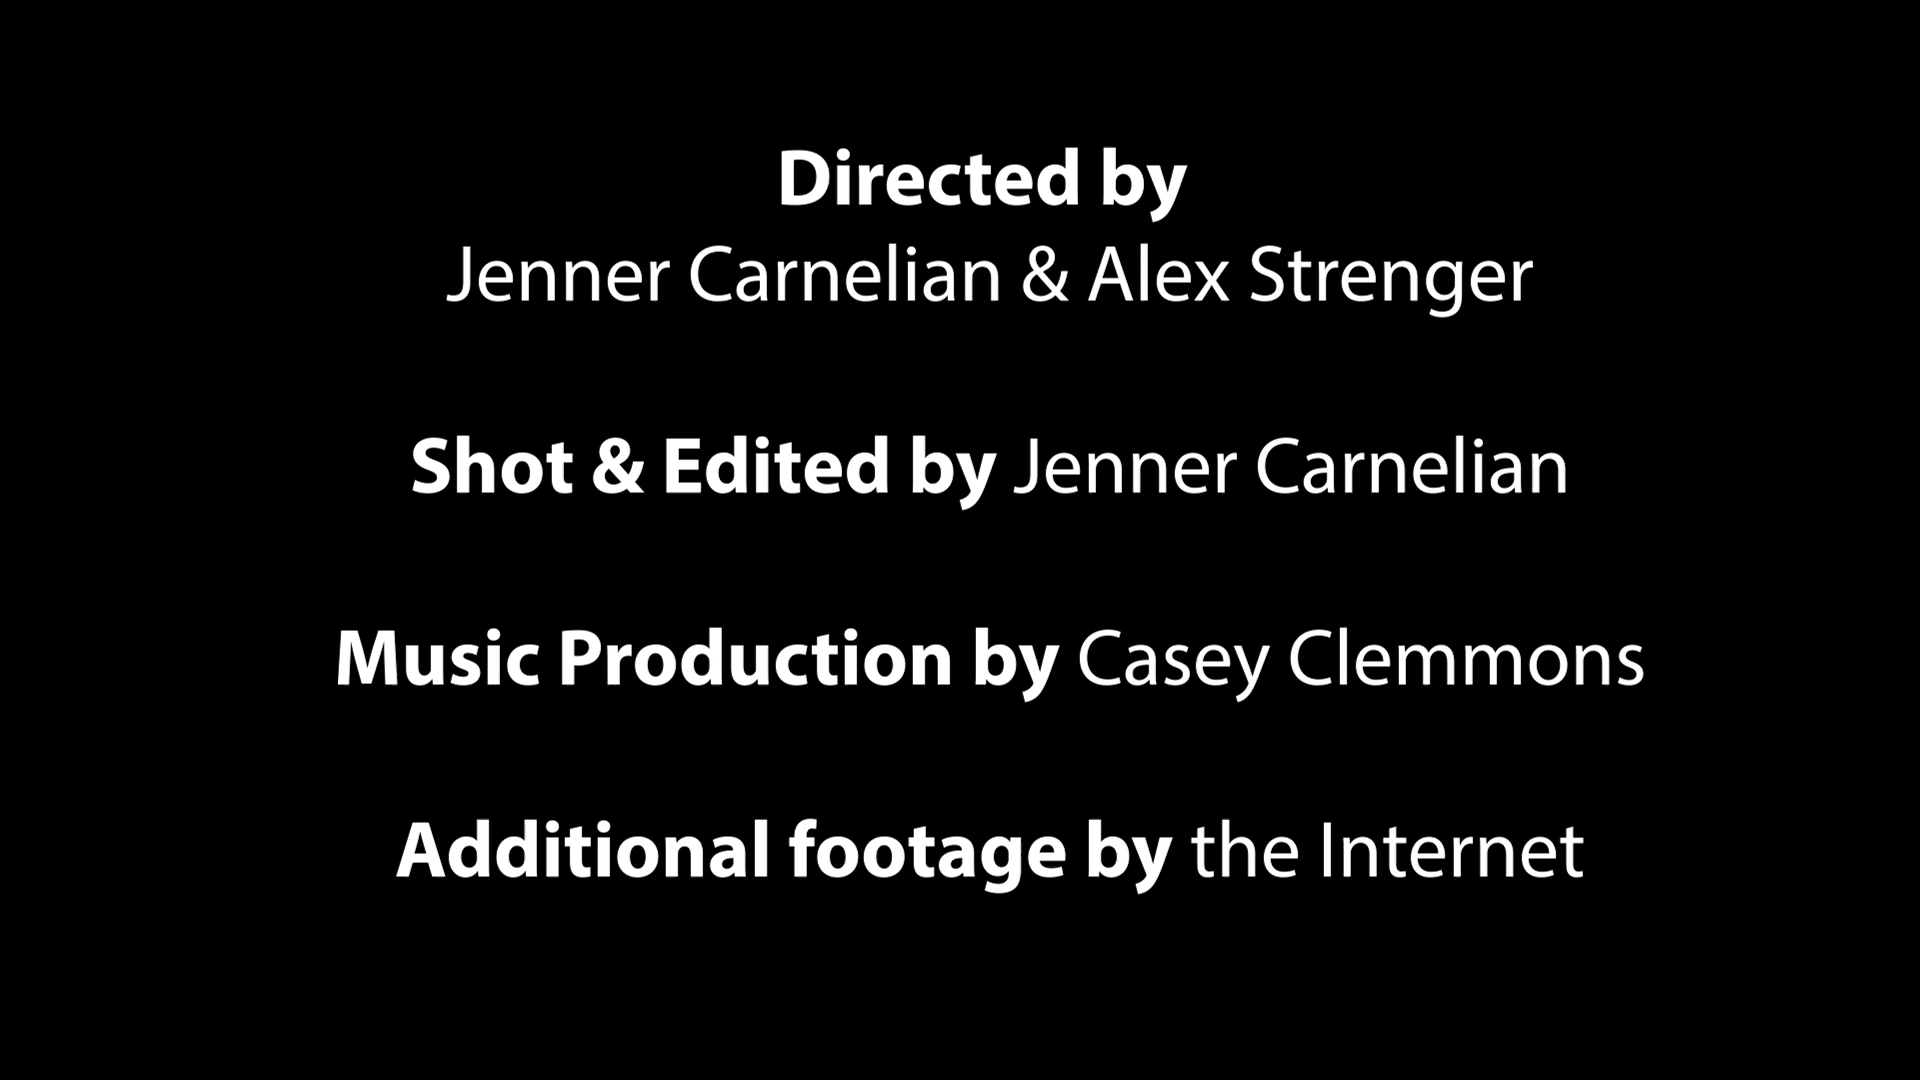 Directed by
Jenner Carnelian & Alex Strenger
Shot & Edited by Jenner Carnelian
Music Production by Casey Clemmons
Additional footage by the Internet